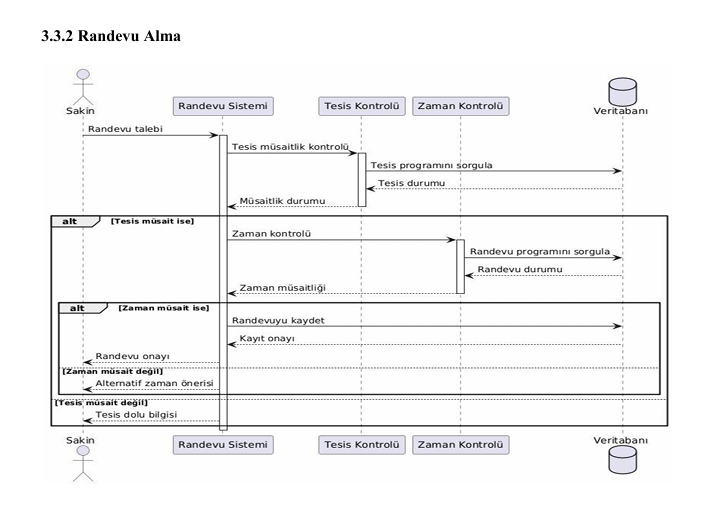 3.3.2 Randevu Alma
Sakin
Randevu Sistemi
Tesis Kontrolü
Zaman Kontrolü
Veritabanı
Randevu talebi
Tesis müsaitlik kontrolü
Tesis programını sorgula
Tesis durumu
Müsaitlik durumu
alt [Tesis müsait ise]
Zaman kontrolü
Randevu programını sorgula
Randevu durumu
Zaman müsaitliği
alt [Zaman müsait ise]
Randevuyu kaydet
Kayıt onayı
Randevu onayı
[Zaman müsait değil]
Alternatif zaman önerisi
[Tesis müsait değil]
Tesis dolu bilgisi
Sakin
Randevu Sistemi
Tesis Kontrolü
Zaman Kontrolü
Veritabanı